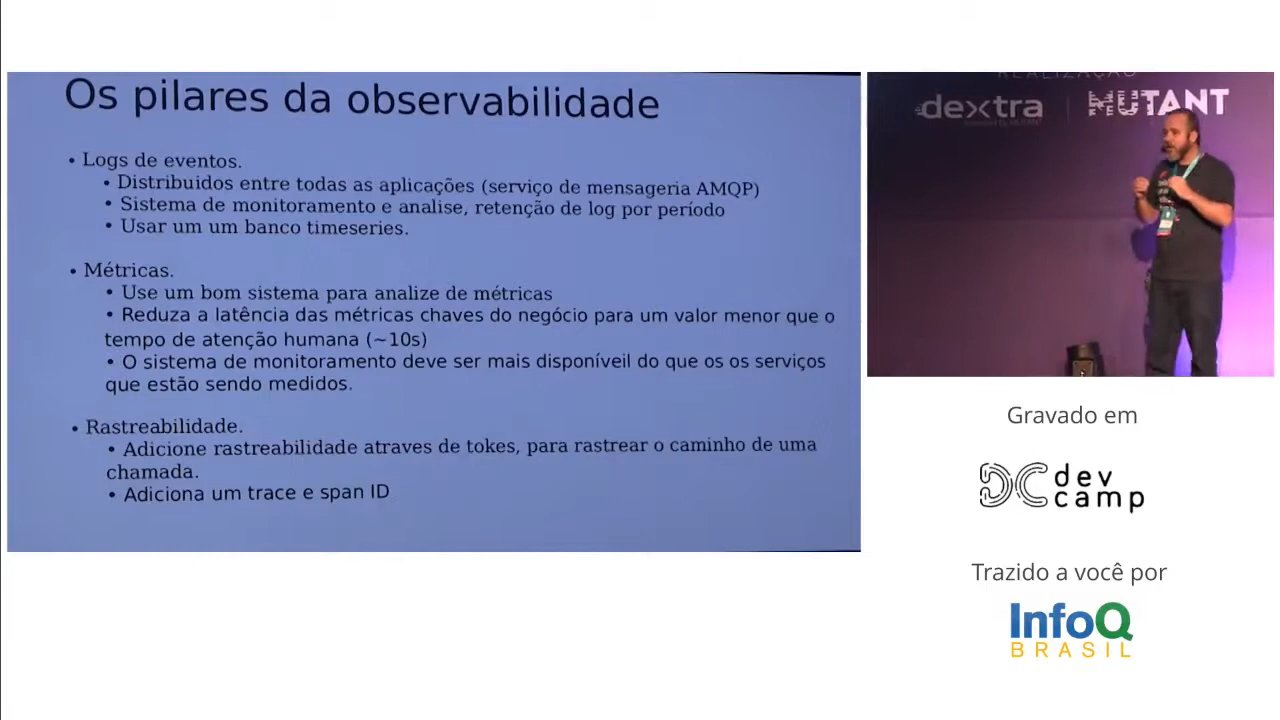 Os pilares da observabilidade
• Logs de eventos.
• Distribuidos entre todas as aplicações (serviço de mensageria AMQP)
• Sistema de monitoramento e analise, retenção de log por período
• Usar um um banco timeseries.
• Métricas.
• Use um bom sistema para analize de métricas
• Reduza a latência das métricas chaves do negócio para um valor menor que o
tempo de atenção humana (~10s)
• O sistema de monitoramento deve ser mais disponíveil do que os os serviços
que estão sendo medidos.
• Rastreabilidade.
• Adicione rastreabilidade atraves de tokes, para rastrear o caminho de uma
chamada.
• Adiciona um trace e span ID
REALIZAÇÃO
dextra
MUTANT
Gravado em
DC dev
camp
Trazido a você por
InfoQ
BRASIL